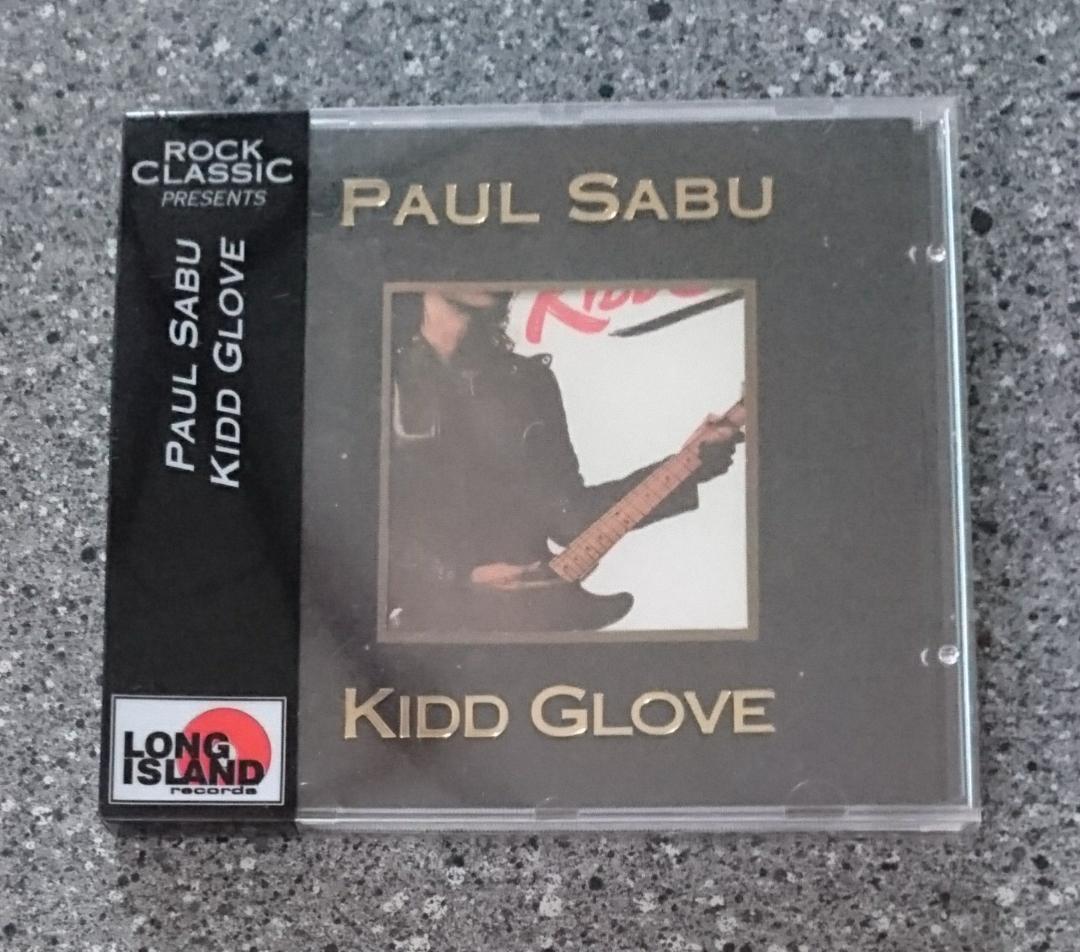 ROCK
CLASSIC
PRESENTS
PAUL SABU
KIDD GLOVE
LONG
ISLAND
records
PAUL SABU
KIDD GLOVE